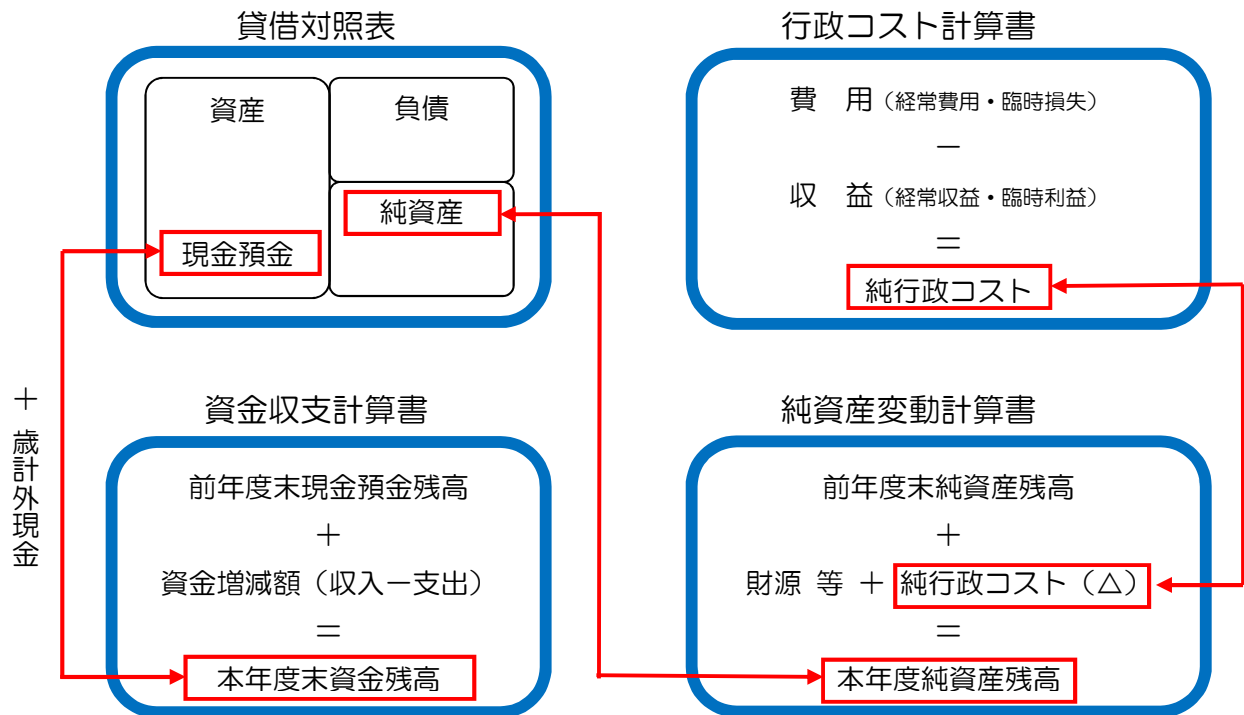 貸借対照表
資産
負債
純資産
現金預金
行政コスト計算書
費　用（経常費用・臨時損失）
－
収　益（経常収益・臨時利益）
＝
純行政コスト
＋ 歳計外現金
資金収支計算書
前年度末現金預金残高
＋
資金増減額（収入－支出）
＝
本年度末資金残高
純資産変動計算書
前年度末純資産残高
＋
財源 等 ＋ 純行政コスト（△）
＝
本年度純資産残高